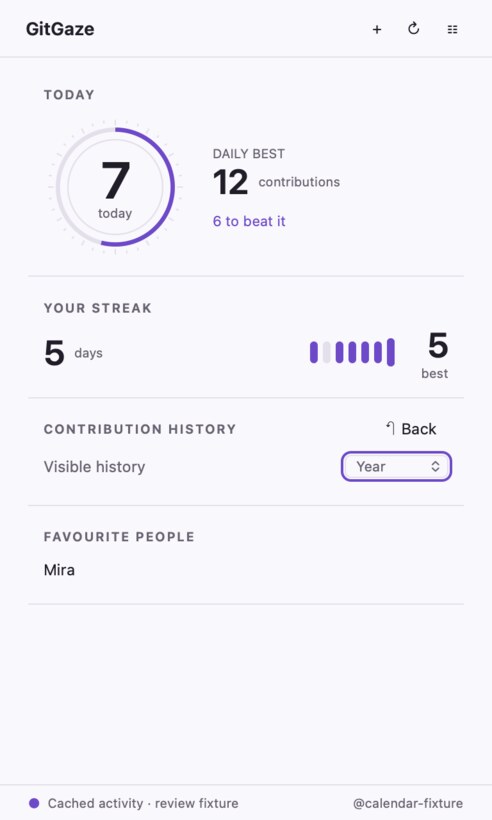 GitGaze
TODAY
7
today
DAILY BEST
12 contributions
6 to beat it
YOUR STREAK
5 days
5
best
CONTRIBUTION HISTORY
Back
Visible history
Year
FAVOURITE PEOPLE
Mira
Cached activity · review fixture
@calendar-fixture